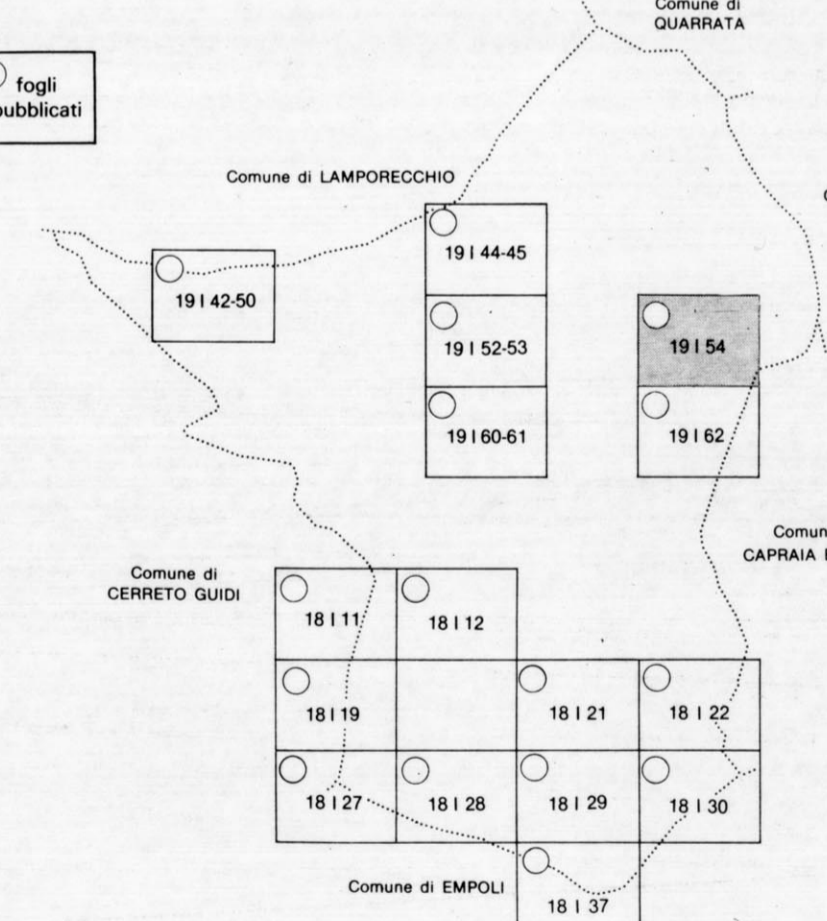 Comune di
QUARRATA
fogli
pubblicati
Comune di LAMPORECCHIO
19 I 44-45
19 I 42-50
19 I 52-53
19 I 54
19 I 60-61
19 I 62
CAPRAIA
Comune di
CERRETO GUIDI
18 I 11
18 I 12
18 I 19
18 I 21
18 I 22
18 I 27
18 I 28
18 I 29
18 I 30
Comune di EMPOLI
18 I 37